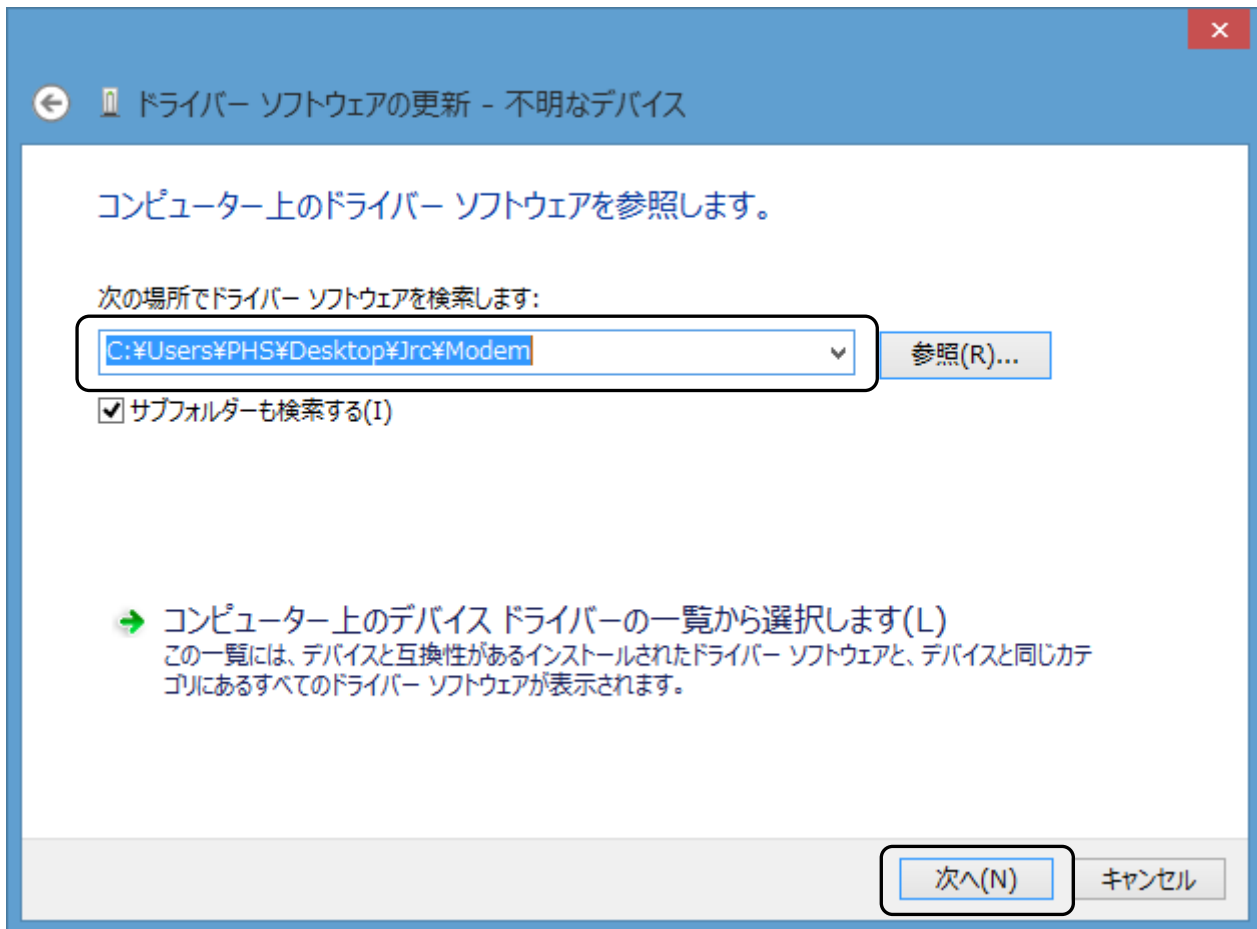 ドライバー ソフトウェアの更新 - 不明なデバイス
コンピューター上のドライバー ソフトウェアを参照します。
次の場所でドライバー ソフトウェアを検索します:
C:¥Users¥PHS¥Desktop¥Jrc¥Modem
参照(R)...
サブフォルダーも検索する(I)
コンピューター上のデバイス ドライバーの一覧から選択します(L)
この一覧には、デバイスと互換性があるインストールされたドライバー ソフトウェアと、デバイスと同じカテ
ゴリにあるすべてのドライバー ソフトウェアが表示されます。
次へ(N)
キャンセル